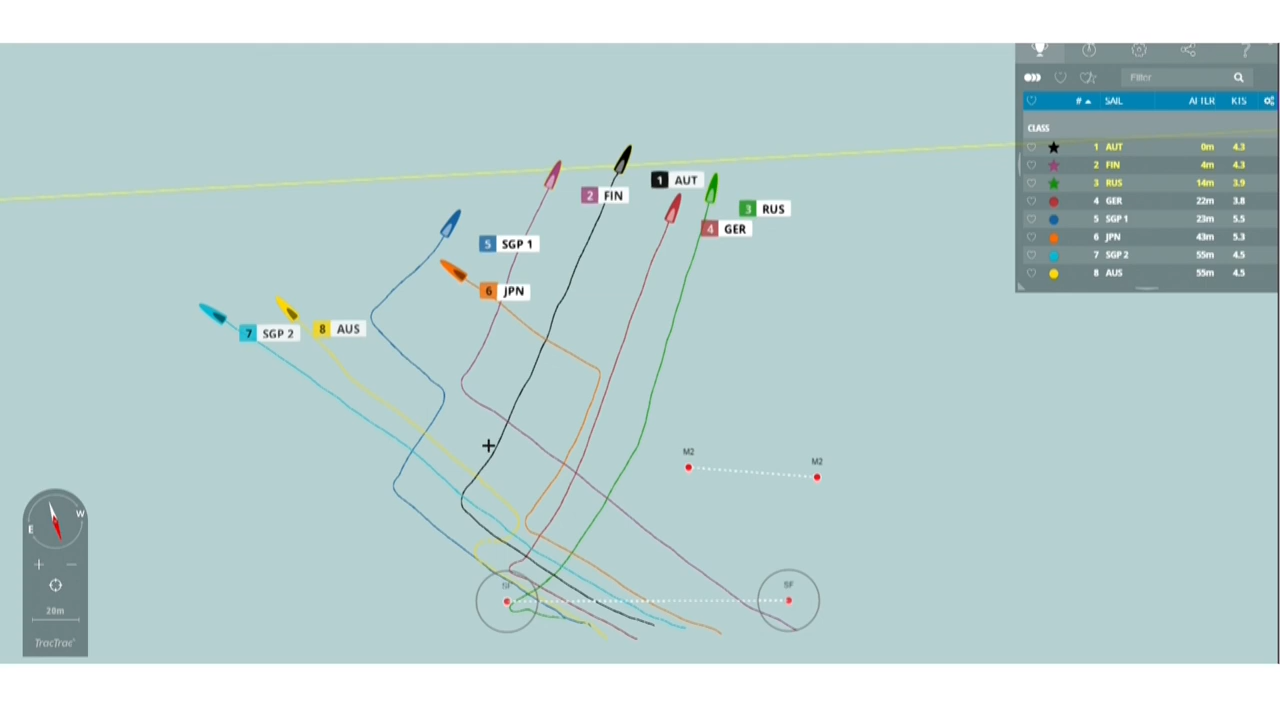 Filter
# SAIL AFTER KTS
CLASS
1 AUT 0m 4.3
2 FIN 4m 4.3
3 RUS 14m 3.9
4 GER 22m 3.8
5 SGP 1 23m 5.5
6 JPN 43m 5.3
7 SGP 2 55m 4.5
8 AUS 55m 4.5
1 AUT
2 FIN
3 RUS
4 GER
5 SGP 1
6 JPN
7 SGP 2
8 AUS
M2
M2
SF
SF
W
E
+ −
20m
TracTrac